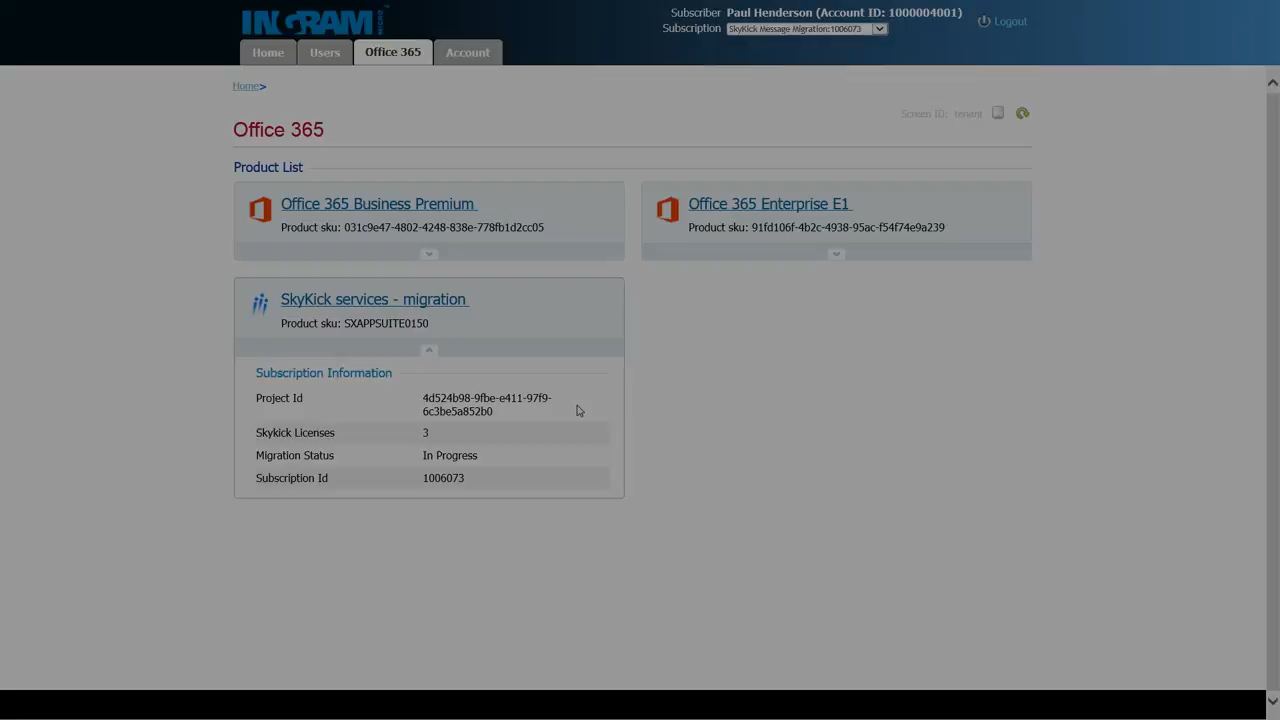 INGRAM MICRO
Subscriber Paul Henderson (Account ID: 1000004001)
Subscription SkyKick Message Migration:1006073
Logout
Home Users Office 365 Account
Home>
Screen ID: tenant
Office 365
Product List
Office 365 Business Premium
Product sku: 031c9e47-4802-4248-838e-778fb1d2cc05
Office 365 Enterprise E1
Product sku: 91fd106f-4b2c-4938-95ac-f54f74e9a239
SkyKick services - migration
Product sku: SXAPPSUITE0150
Subscription Information
Project Id 4d524b98-9fbe-e411-97f9-
6c3be5a852b0
Skykick Licenses 3
Migration Status In Progress
Subscription Id 1006073